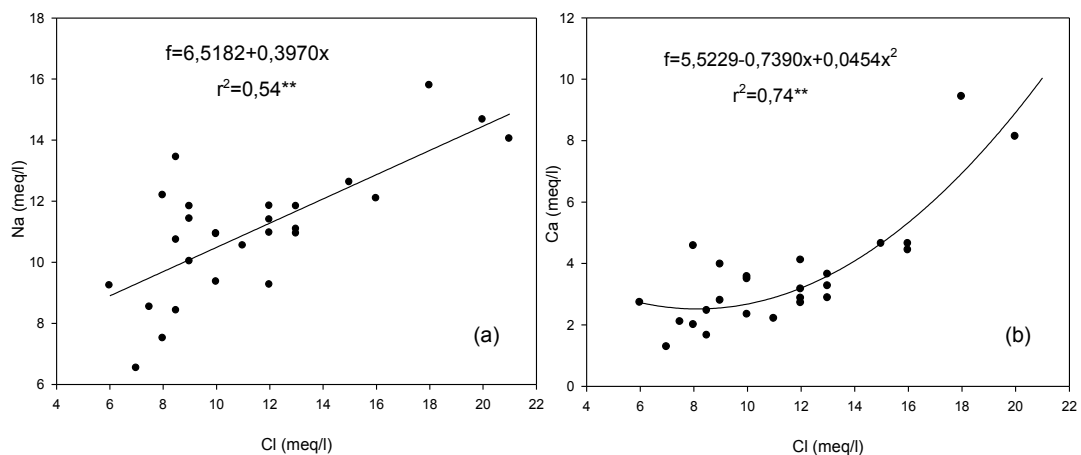 18
16
14
12
10
8
6
Na (meq/l)
f=6,5182+0,3970x
r²=0,54**
(a)
4 6 8 10 12 14 16 18 20 22
Cl (meq/l)
12
10
8
6
4
2
0
Ca (meq/l)
f=5,5229-0,7390x+0,0454x²
r²=0,74**
(b)
4 6 8 10 12 14 16 18 20 22
Cl (meq/l)